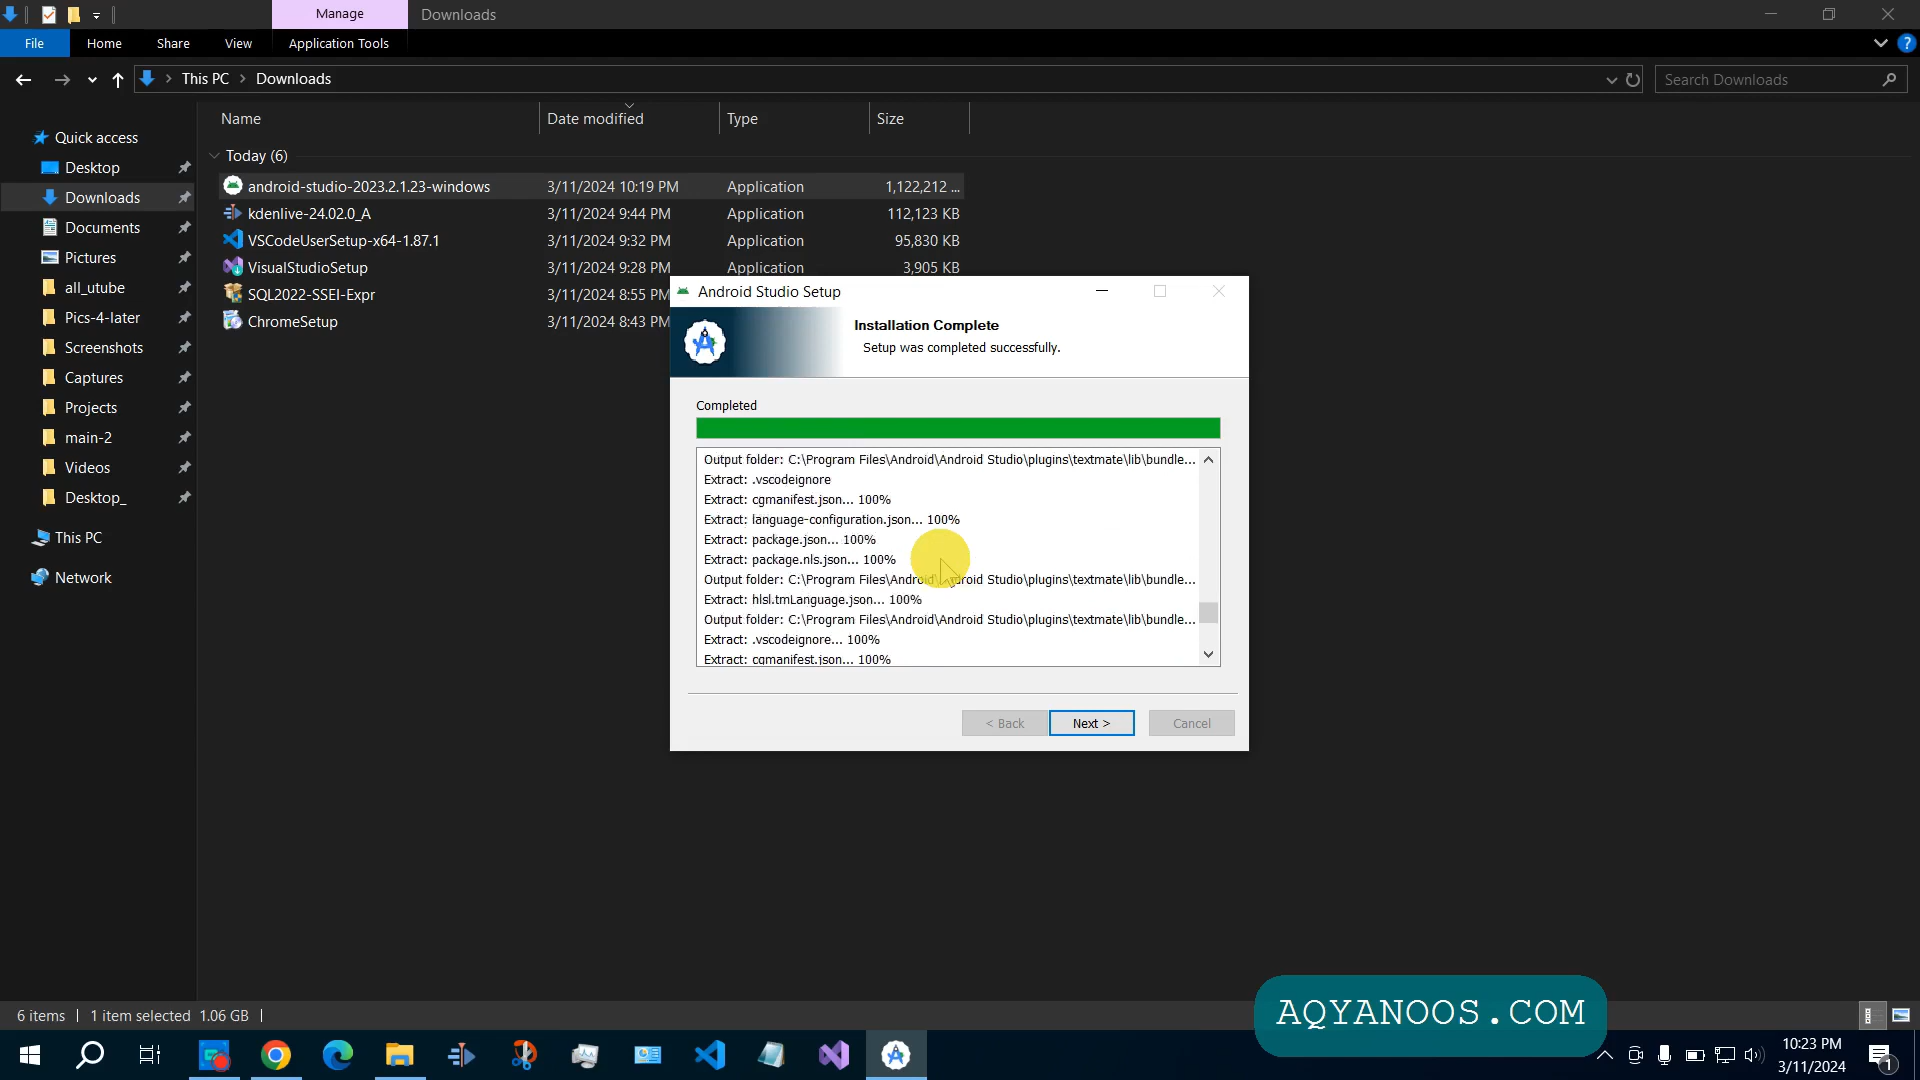 Manage
Downloads
File
Home
Share
View
Application Tools
This PC > Downloads
Search Downloads
Name
Date modified
Type
Size
Today (6)
android-studio-2023.2.1.23-windows 3/11/2024 10:19 PM Application 1,122,212 ...
kdenlive-24.02.0_A 3/11/2024 9:44 PM Application 112,123 KB
VSCodeUserSetup-x64-1.87.1 3/11/2024 9:32 PM Application 95,830 KB
VisualStudioSetup 3/11/2024 9:28 PM Application 3,905 KB
SQL2022-SSEI-Expr 3/11/2024 8:55 PM
ChromeSetup 3/11/2024 8:43 PM
Quick access
Desktop
Downloads
Documents
Pictures
all_utube
Pics-4-later
Screenshots
Captures
Projects
main-2
Videos
Desktop_
This PC
Network
Android Studio Setup
Installation Complete
Setup was completed successfully.
Completed
Output folder: C:\Program Files\Android\Android Studio\plugins\textmate\lib\bundle...
Extract: .vscodeignore
Extract: cgmanifest.json... 100%
Extract: language-configuration.json... 100%
Extract: package.json... 100%
Extract: package.nls.json... 100%
Output folder: C:\Program Files\Android\Android Studio\plugins\textmate\lib\bundle...
Extract: hlsl.tmLanguage.json... 100%
Output folder: C:\Program Files\Android\Android Studio\plugins\textmate\lib\bundle...
Extract: .vscodeignore... 100%
Extract: cgmanifest.json... 100%
< Back
Next >
Cancel
6 items
1 item selected 1.06 GB
AQYANOOS.COM
10:23 PM
3/11/2024
1